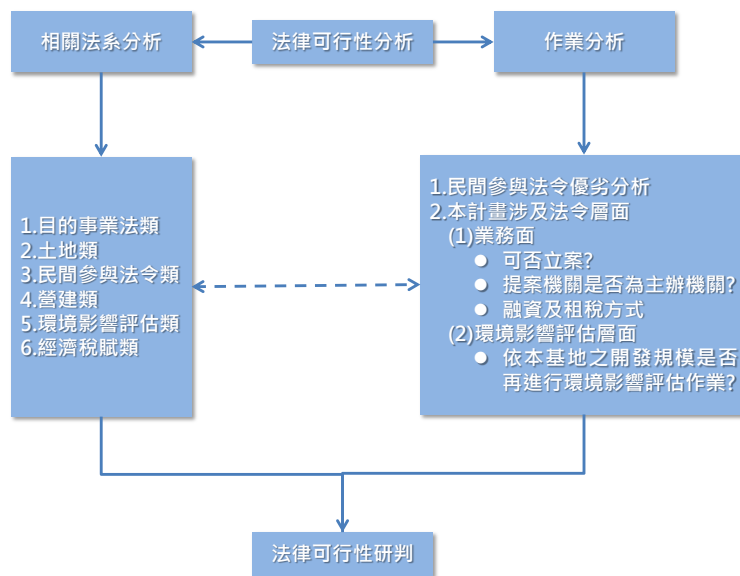 相關法系分析
法律可行性分析
作業分析
1.目的事業法類
2.土地類
3.民間參與法令類
4.營建類
5.環境影響評估類
6.經濟稅賦類
1.民間參與法令優劣分析
2.本計畫涉及法令層面
(1)業務面
● 可否立案?
● 提案機關是否為主辦機關?
● 融資及租稅方式
(2)環境影響評估層面
● 依本基地之開發規模是否
再進行環境影響評估作業?
法律可行性研判